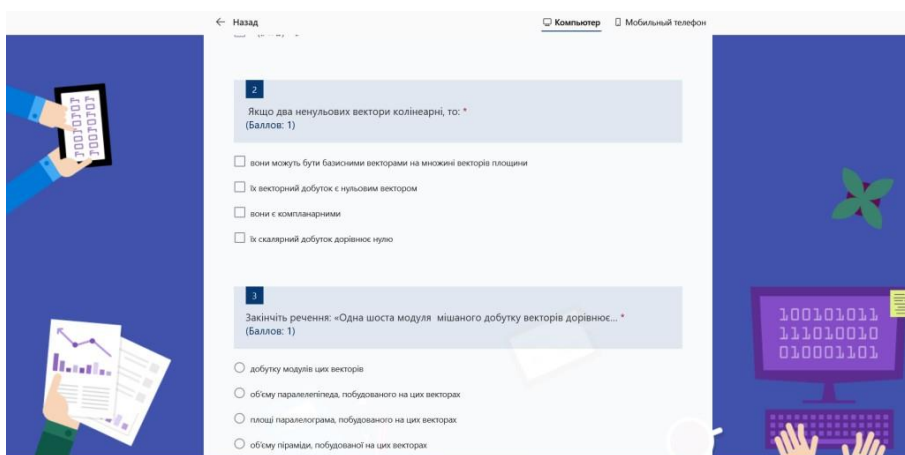 Назад
Компьютер
Мобильный телефон
2
Якщо два ненульових вектори колінеарні, то: *
(Баллов: 1)
вони можуть бути базисними векторами на множині векторів площини
їх векторний добуток є нульовим вектором
вони є компланарними
їх скалярний добуток дорівнює нулю
3
Закінчіть речення: «Одна шоста модуля мішаного добутку векторів дорівнює... *
(Баллов: 1)
добутку модулів цих векторів
об'єму паралелепіпеда, побудованого на цих векторах
площі паралелограма, побудованого на цих векторах
об'єму піраміди, побудованої на цих векторах
100101011
111010010
010001101